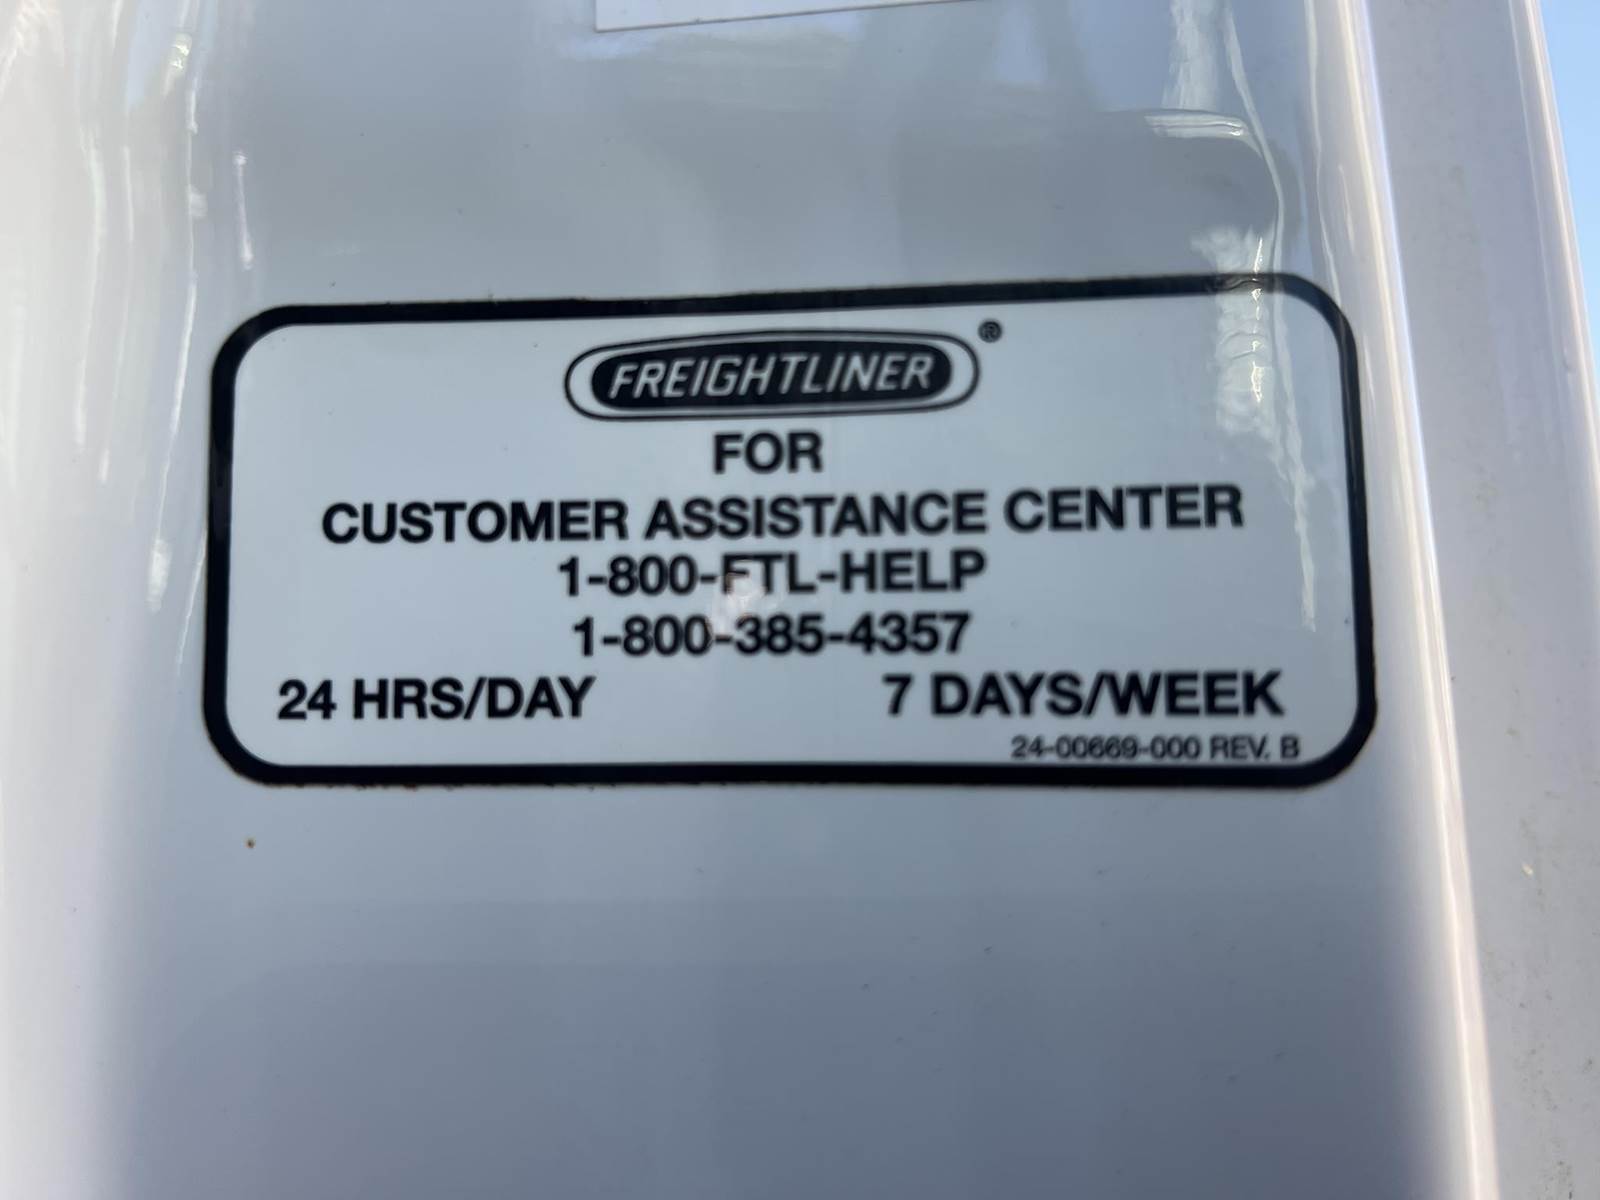 FREIGHTLINER®
FOR
CUSTOMER ASSISTANCE CENTER
1-800-FTL-HELP
1-800-385-4357
24 HRS/DAY 7 DAYS/WEEK
24-00669-000 REV. B